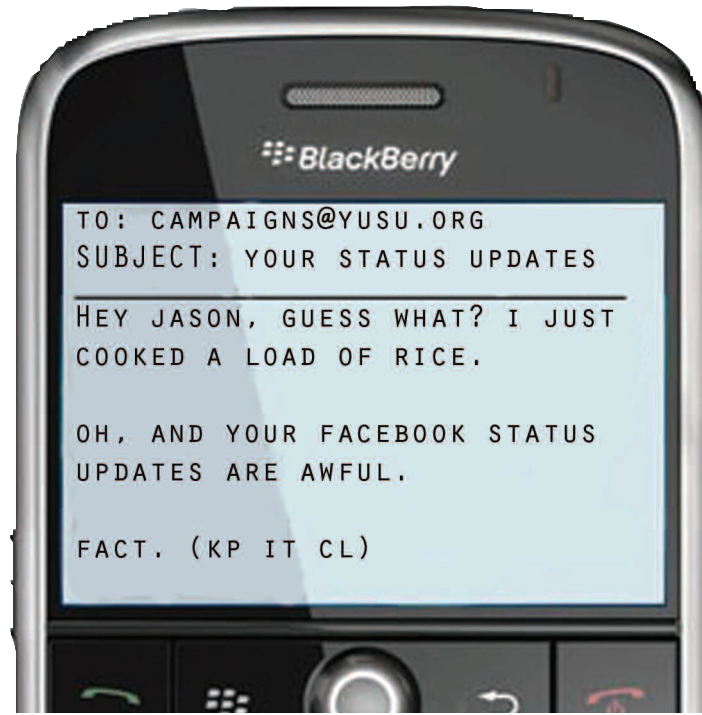 BlackBerry
TO: CAMPAIGNS@YUSU.ORG
SUBJECT: YOUR STATUS UPDATES
HEY JASON, GUESS WHAT? I JUST
COOKED A LOAD OF RICE.
OH, AND YOUR FACEBOOK STATUS
UPDATES ARE AWFUL.
FACT. (KP IT CL)